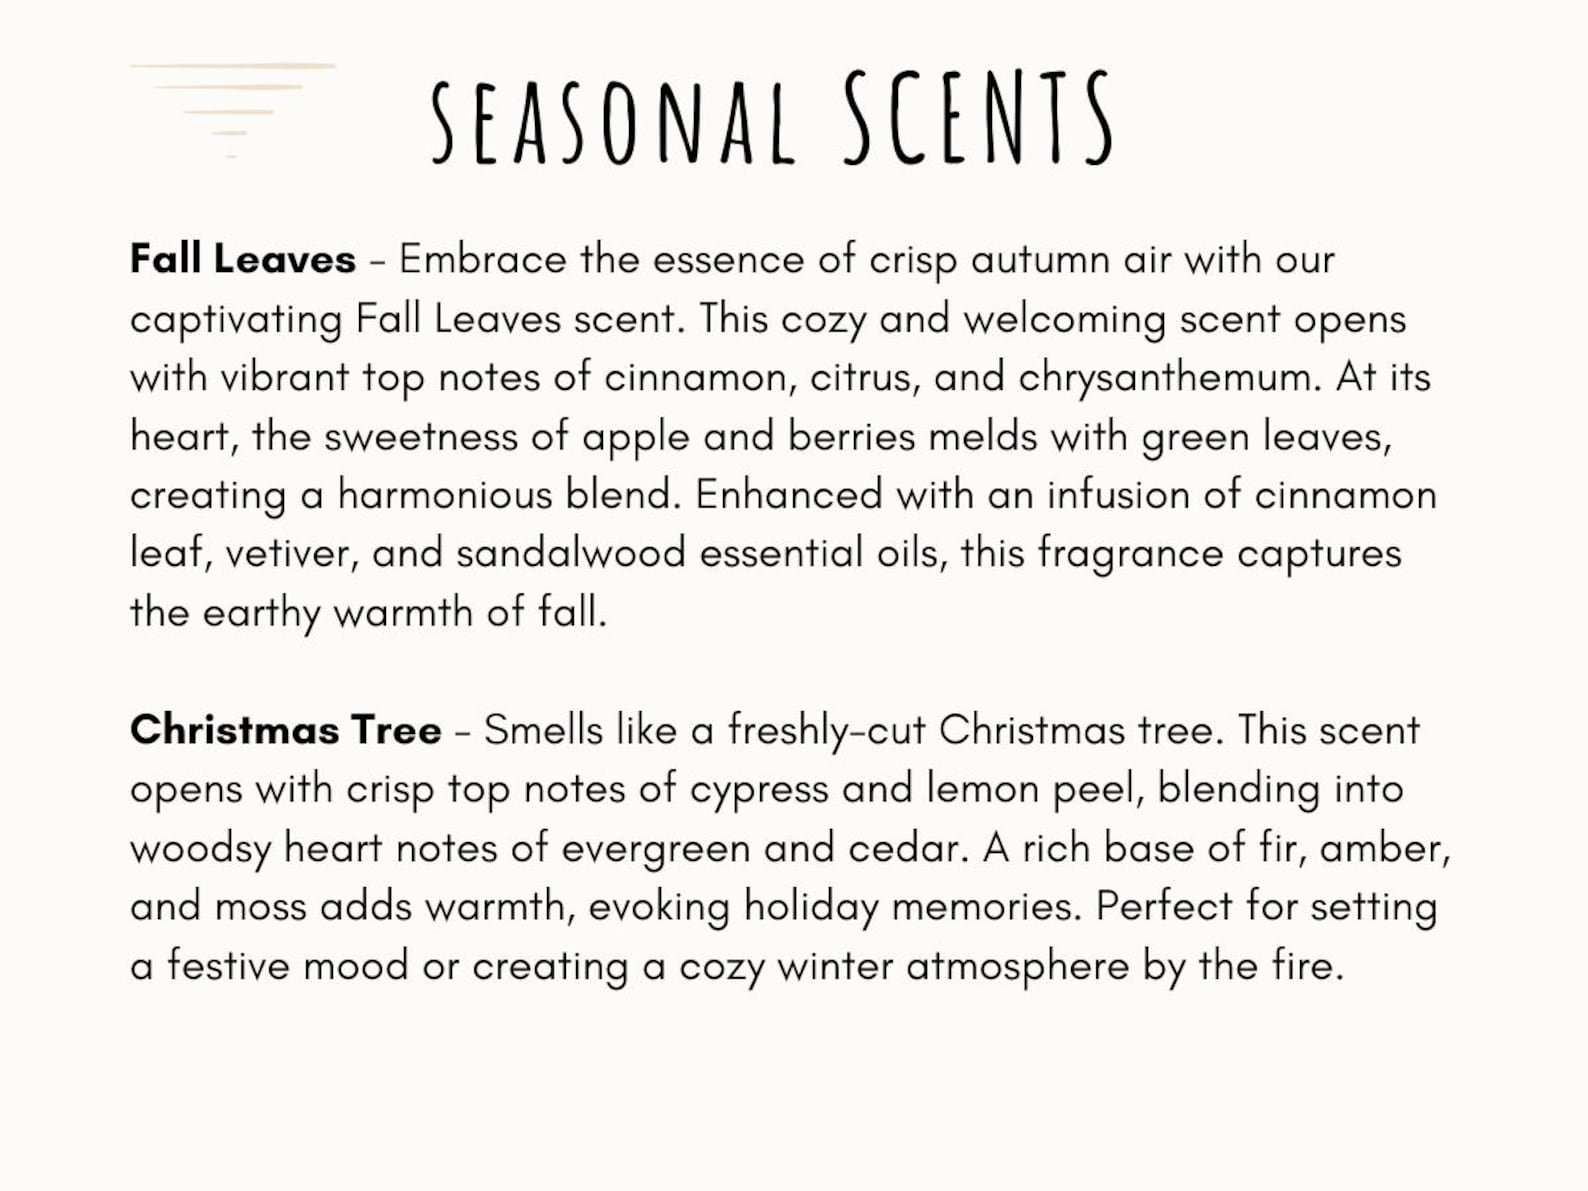 SEASONAL SCENTS
Fall Leaves - Embrace the essence of crisp autumn air with our
captivating Fall Leaves scent. This cozy and welcoming scent opens
with vibrant top notes of cinnamon, citrus, and chrysanthemum. At its
heart, the sweetness of apple and berries melds with green leaves,
creating a harmonious blend. Enhanced with an infusion of cinnamon
leaf, vetiver, and sandalwood essential oils, this fragrance captures
the earthy warmth of fall.
Christmas Tree - Smells like a freshly-cut Christmas tree. This scent
opens with crisp top notes of cypress and lemon peel, blending into
woodsy heart notes of evergreen and cedar. A rich base of fir, amber,
and moss adds warmth, evoking holiday memories. Perfect for setting
a festive mood or creating a cozy winter atmosphere by the fire.